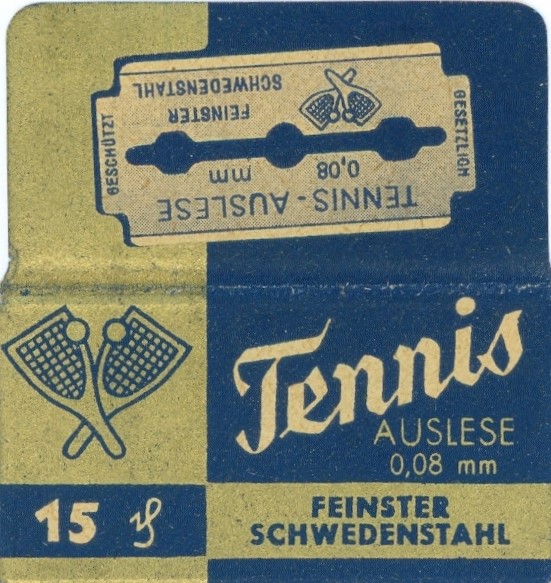 GESETZLICH
GESCHÜTZT
TENNIS-AUSLESE
0,08 mm
FEINSTER
SCHWEDENSTAHL
Tennis
AUSLESE
0,08 mm
15 ₰
FEINSTER
SCHWEDENSTAHL